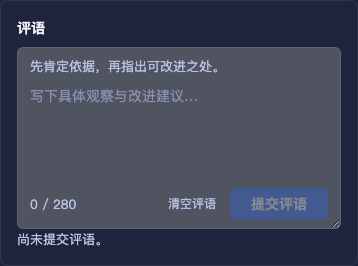 评语
先肯定依据，再指出可改进之处。
写下具体观察与改进建议…
0 / 280 清空评语 提交评语
尚未提交评语。